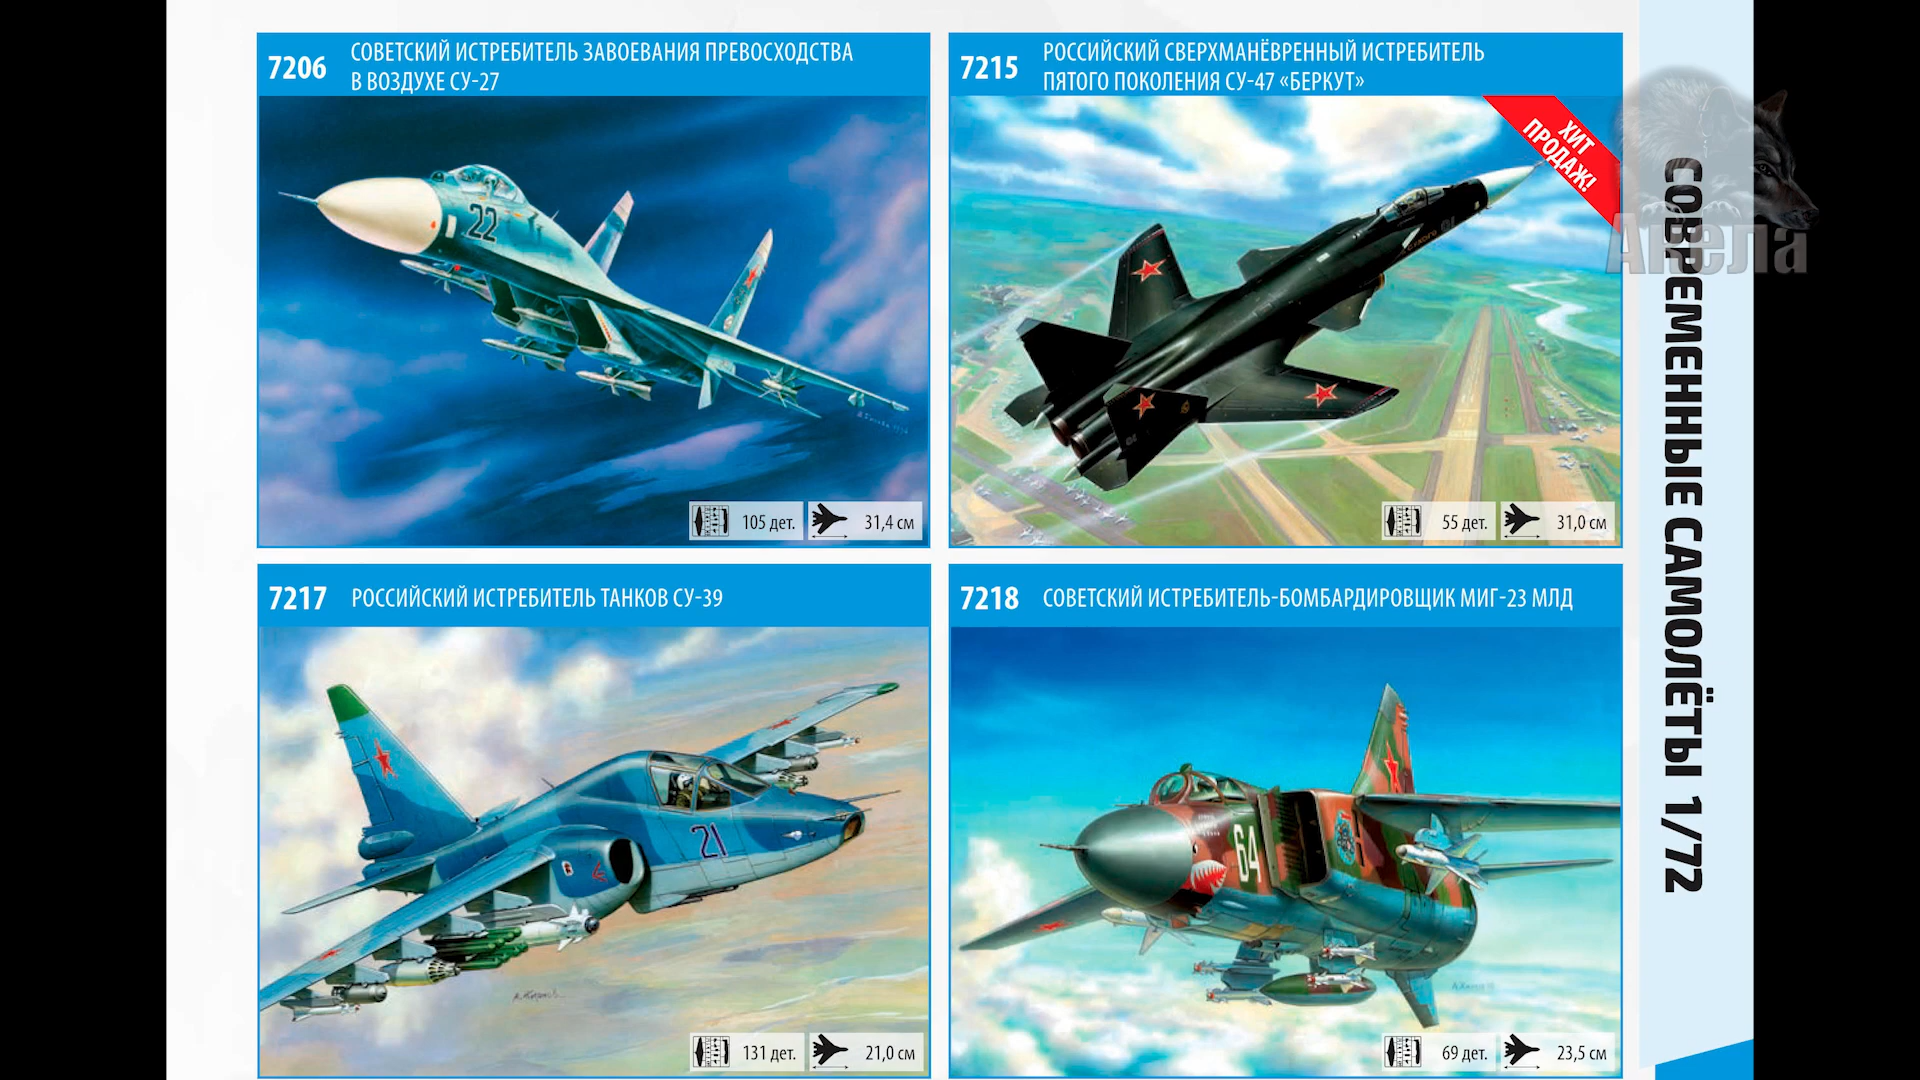 7206
СОВЕТСКИЙ ИСТРЕБИТЕЛЬ ЗАВОЕВАНИЯ ПРЕВОСХОДСТВА
В ВОЗДУХЕ СУ-27
22
105 дет.
31,4 см
7215
РОССИЙСКИЙ СВЕРХМАНЁВРЕННЫЙ ИСТРЕБИТЕЛЬ
ПЯТОГО ПОКОЛЕНИЯ СУ-47 «БЕРКУТ»
ХИТ
ПРОДАЖ!
55 дет.
31,0 см
7217
РОССИЙСКИЙ ИСТРЕБИТЕЛЬ ТАНКОВ СУ-39
21
131 дет.
21,0 см
7218
СОВЕТСКИЙ ИСТРЕБИТЕЛЬ-БОМБАРДИРОВЩИК МИГ-23 МЛД
64
69 дет.
23,5 см
СОВРЕМЕННЫЕ САМОЛЁТЫ 1/72
Акела